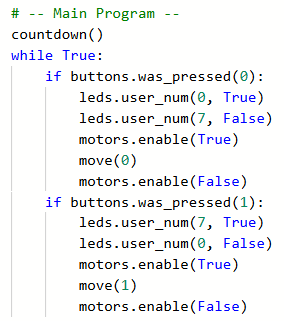 # -- Main Program --
countdown()
while True:
    if buttons.was_pressed(0):
        leds.user_num(0, True)
        leds.user_num(7, False)
        motors.enable(True)
        move(0)
        motors.enable(False)
    if buttons.was_pressed(1):
        leds.user_num(7, True)
        leds.user_num(0, False)
        motors.enable(True)
        move(1)
        motors.enable(False)